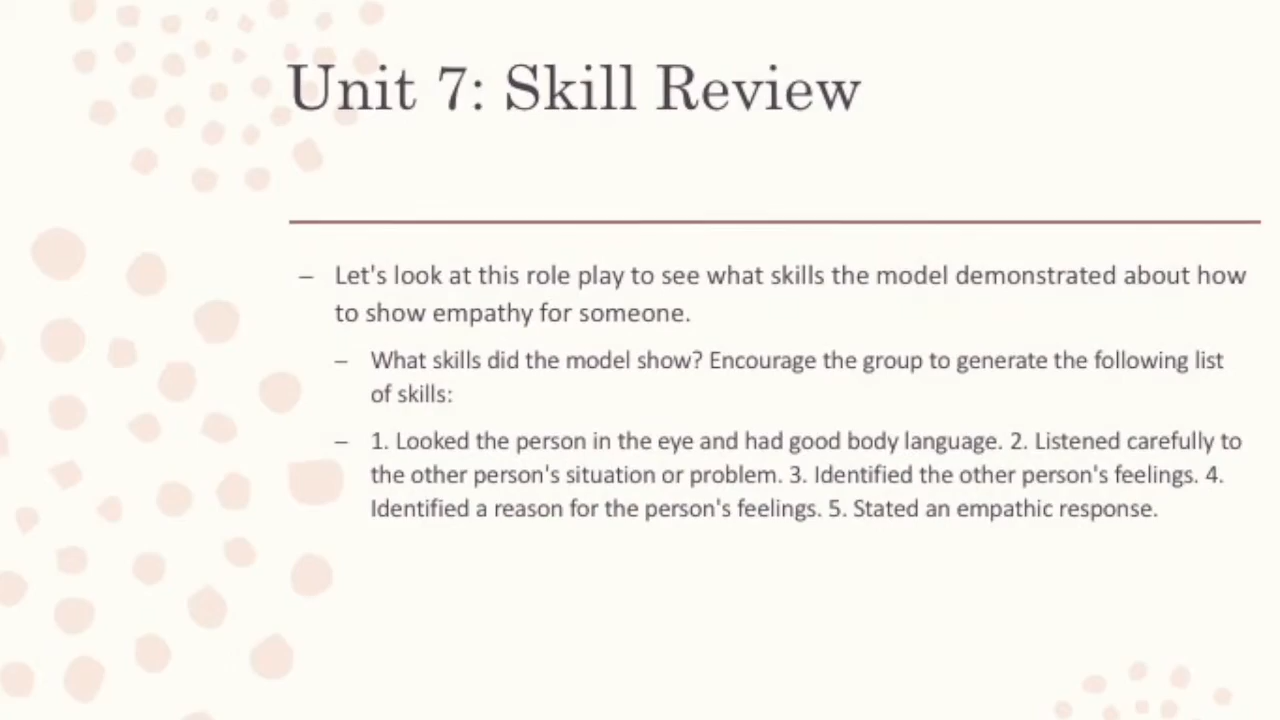 Unit 7: Skill Review
– Let's look at this role play to see what skills the model demonstrated about how
to show empathy for someone.
– What skills did the model show? Encourage the group to generate the following list
of skills:
– 1. Looked the person in the eye and had good body language. 2. Listened carefully to
the other person's situation or problem. 3. Identified the other person's feelings. 4.
Identified a reason for the person's feelings. 5. Stated an empathic response.